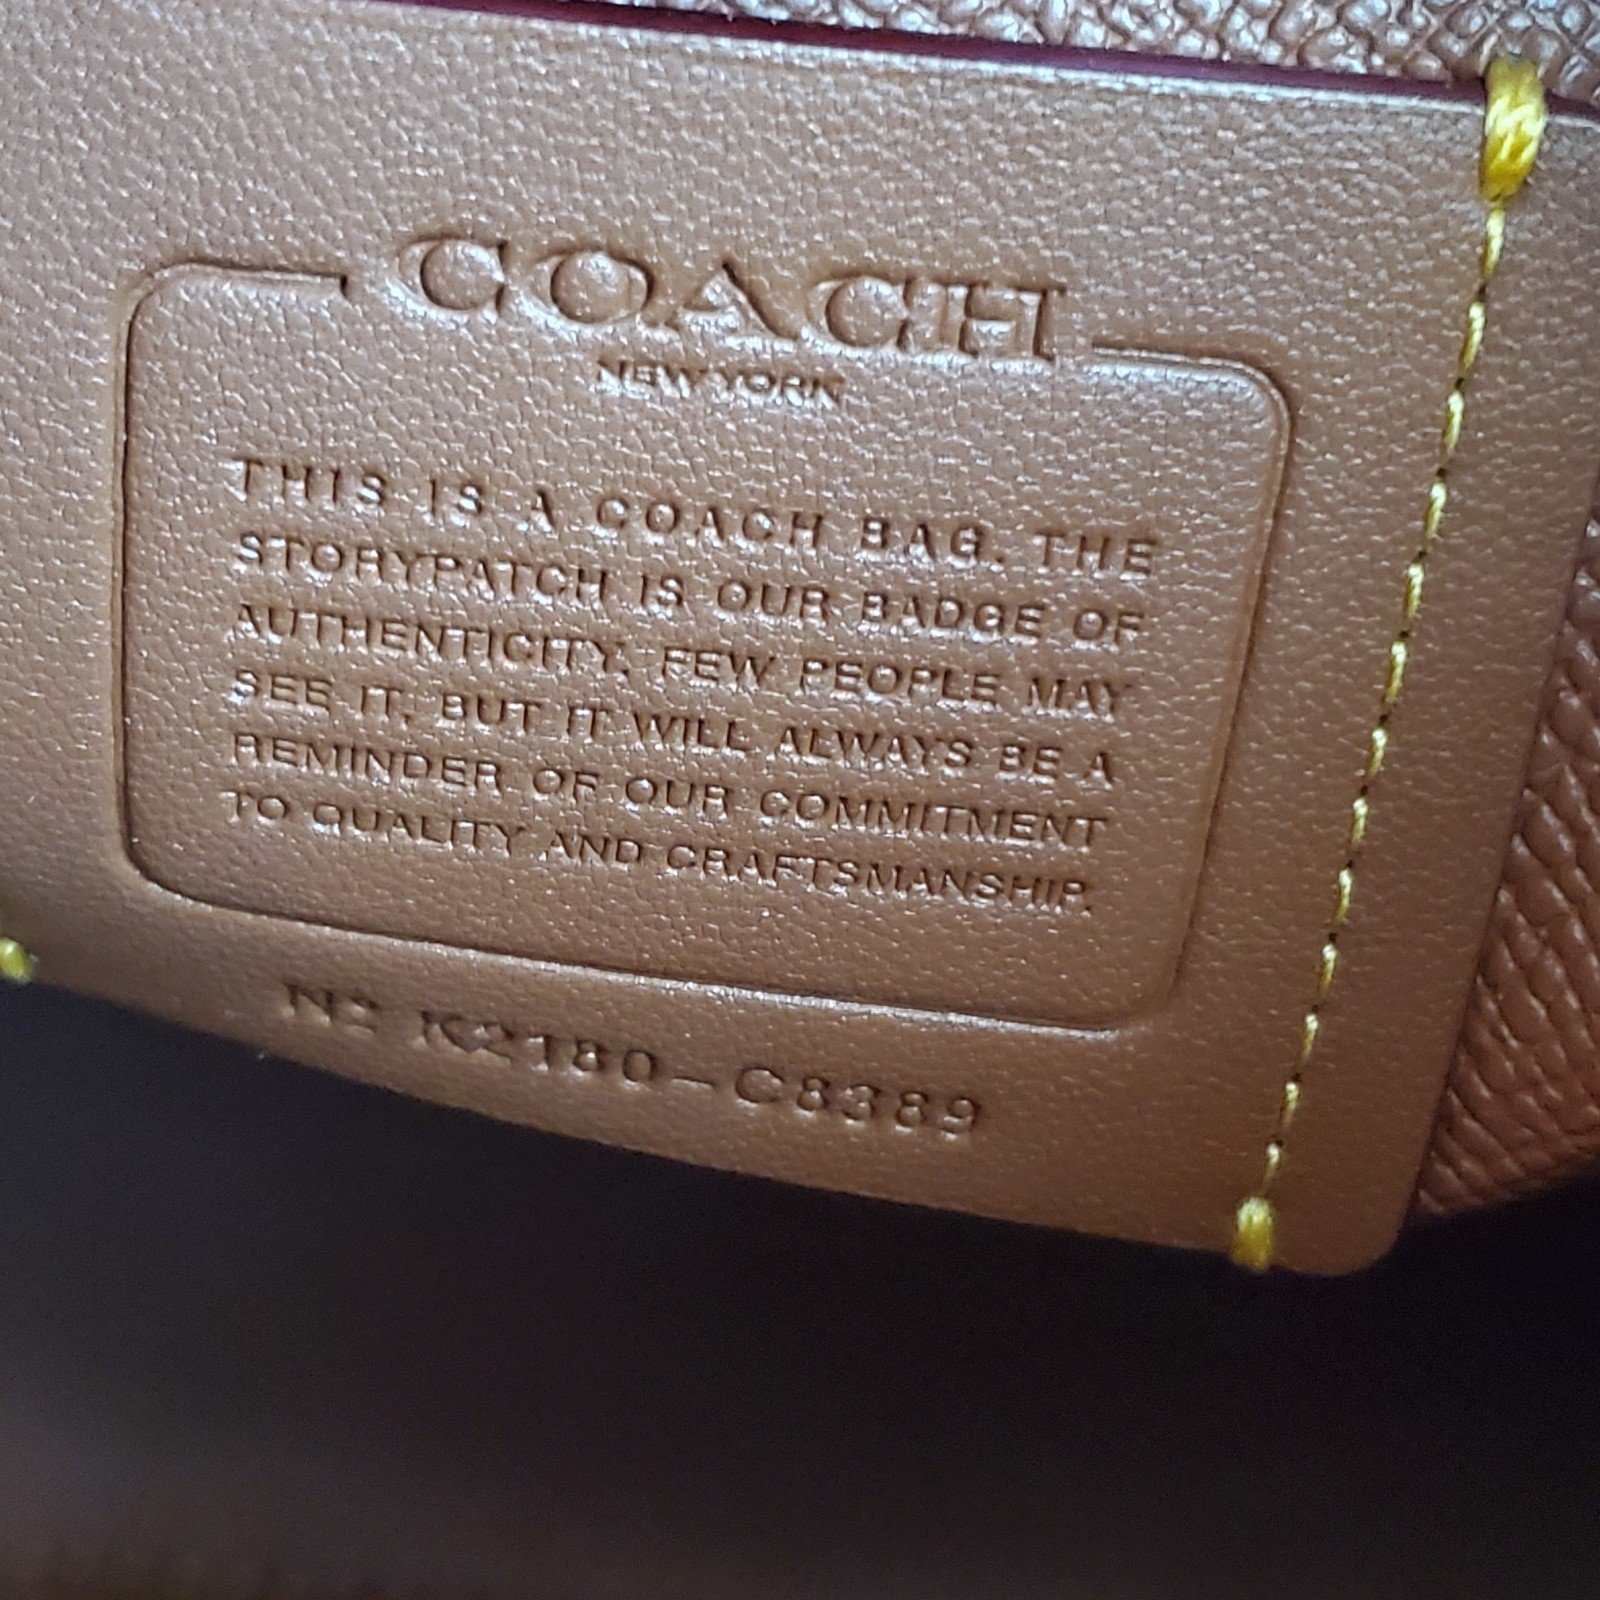 COACH
NEW YORK
THIS IS A COACH BAG. THE
STORYPATCH IS OUR BADGE OF
AUTHENTICITY. FEW PEOPLE MAY
SEE IT, BUT IT WILL ALWAYS BE A
REMINDER OF OUR COMMITMENT
TO QUALITY AND CRAFTSMANSHIP.
Nº K2180-C8389